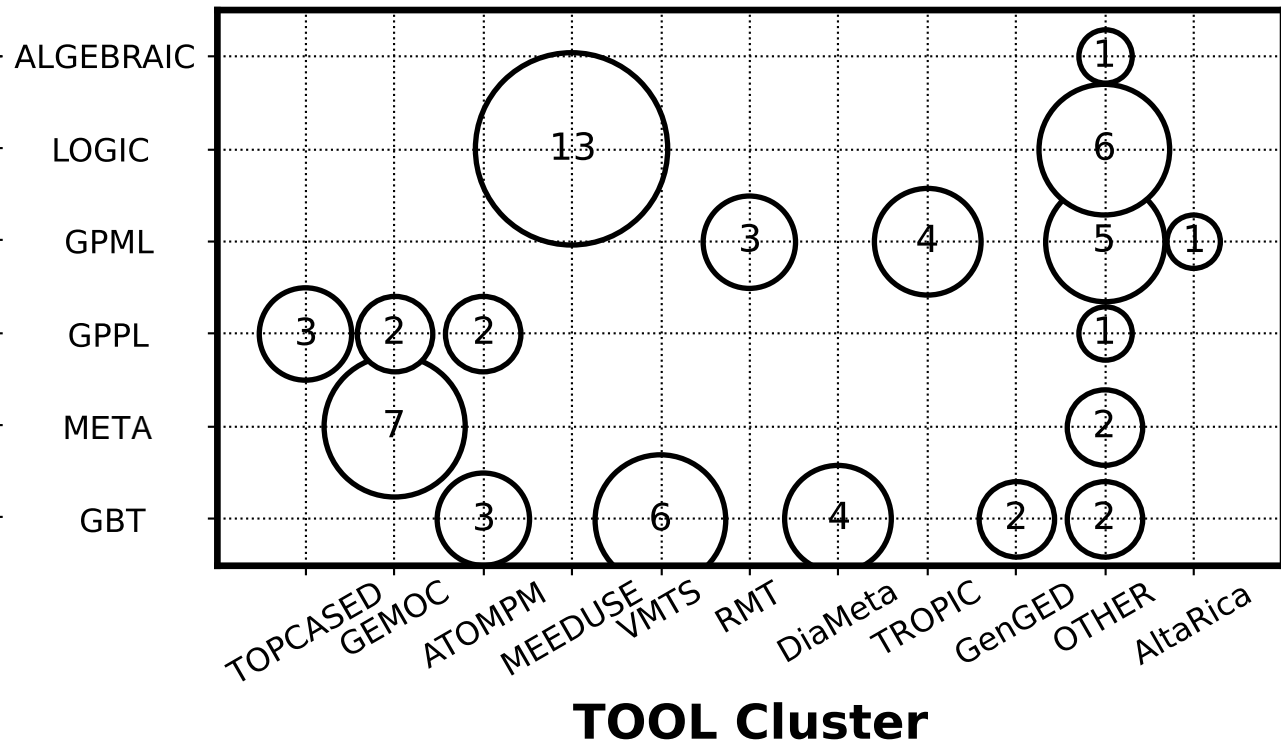 ALGEBRAIC 1
LOGIC 13 6
GPML 3 4 5 1
GPPL 3 2 2 1
META 7 2
GBT 3 6 4 2 2
TOPCASED GEMOC ATOMPM MEEDUSE VMTS RMT DiaMeta TROPIC GenGED OTHER AltaRica
TOOL Cluster